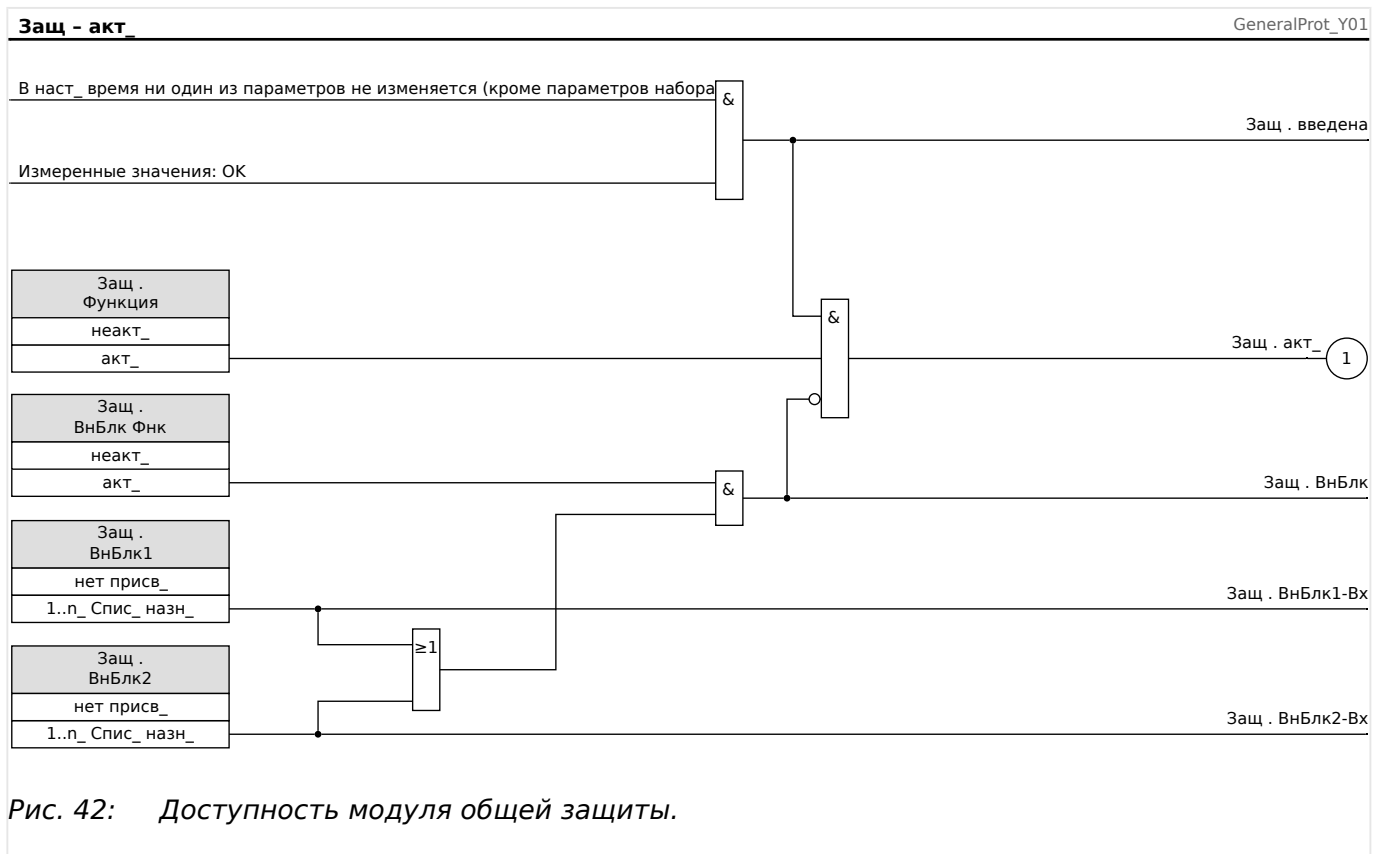 Защ – акт_
GeneralProt_Y01
В наст_ время ни один из параметров не изменяется (кроме параметров набора
&
Защ . введена
Измеренные значения: OK
Защ .
Функция
неакт_
акт_
&
Защ . акт_
1
Защ .
ВнБлк Фнк
неакт_
акт_
&
Защ . ВнБлк
Защ .
ВнБлк1
нет присв_
1..n_ Спис_ назн_
Защ . ВнБлк1-Вх
≥1
Защ .
ВнБлк2
нет присв_
1..n_ Спис_ назн_
Защ . ВнБлк2-Вх
Рис. 42: Доступность модуля общей защиты.